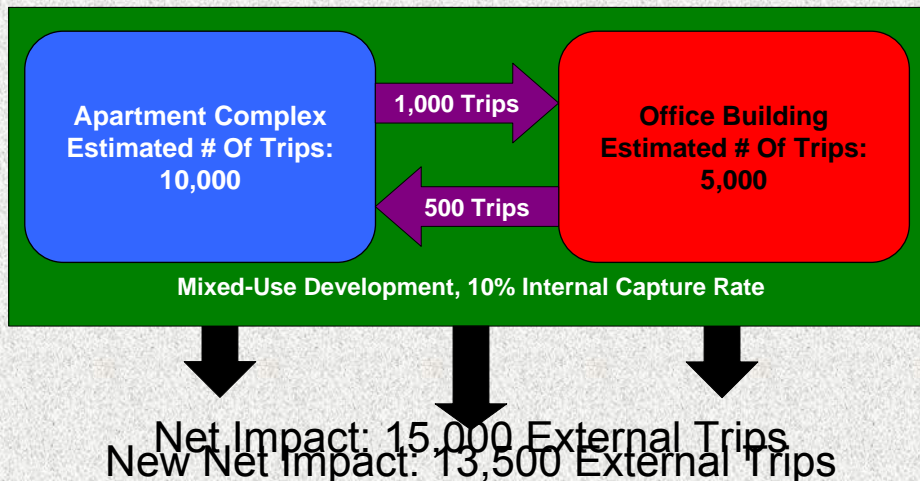 Apartment Complex
Estimated # Of Trips:
10,000
1,000 Trips
500 Trips
Office Building
Estimated # Of Trips:
5,000
Mixed-Use Development, 10% Internal Capture Rate
Net Impact: 15,000 External Trips
New Net Impact: 13,500 External Trips